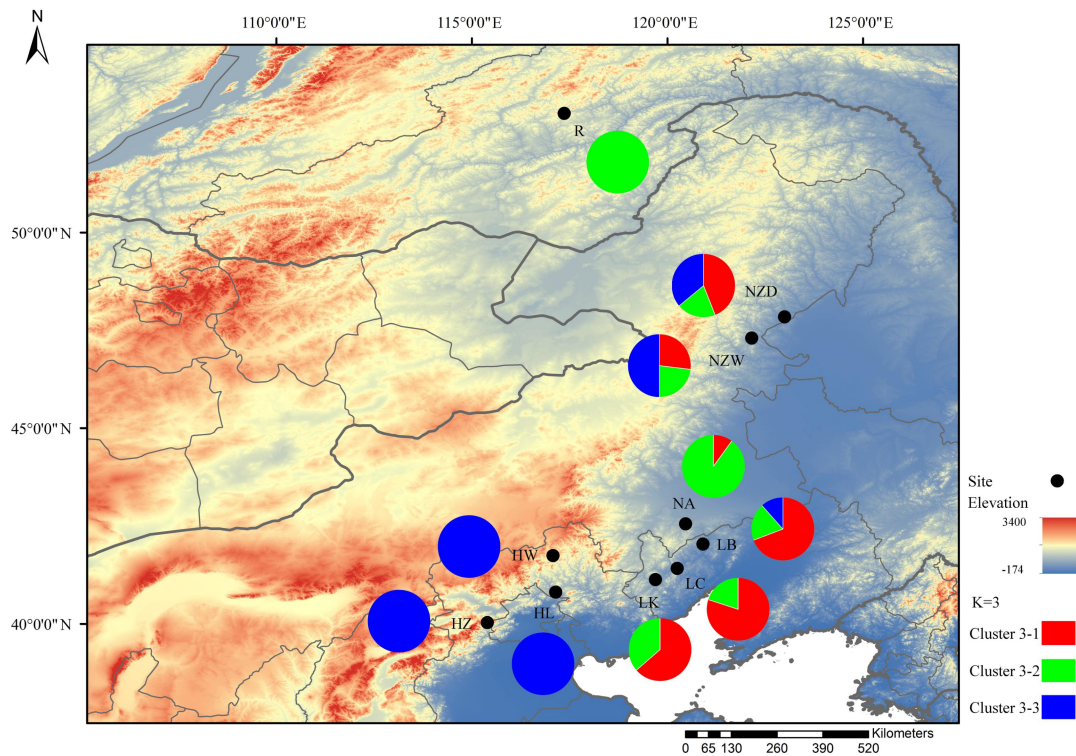 N
110°0'0"E 115°0'0"E 120°0'0"E 125°0'0"E
50°0'0"N
45°0'0"N
40°0'0"N
R
NZD
NZW
NA
LB
LC
LK
HW
HL
HZ
Site
Elevation
3400
-174
K=3
Cluster 3-1
Cluster 3-2
Cluster 3-3
Kilometers
0 65 130 260 390 520